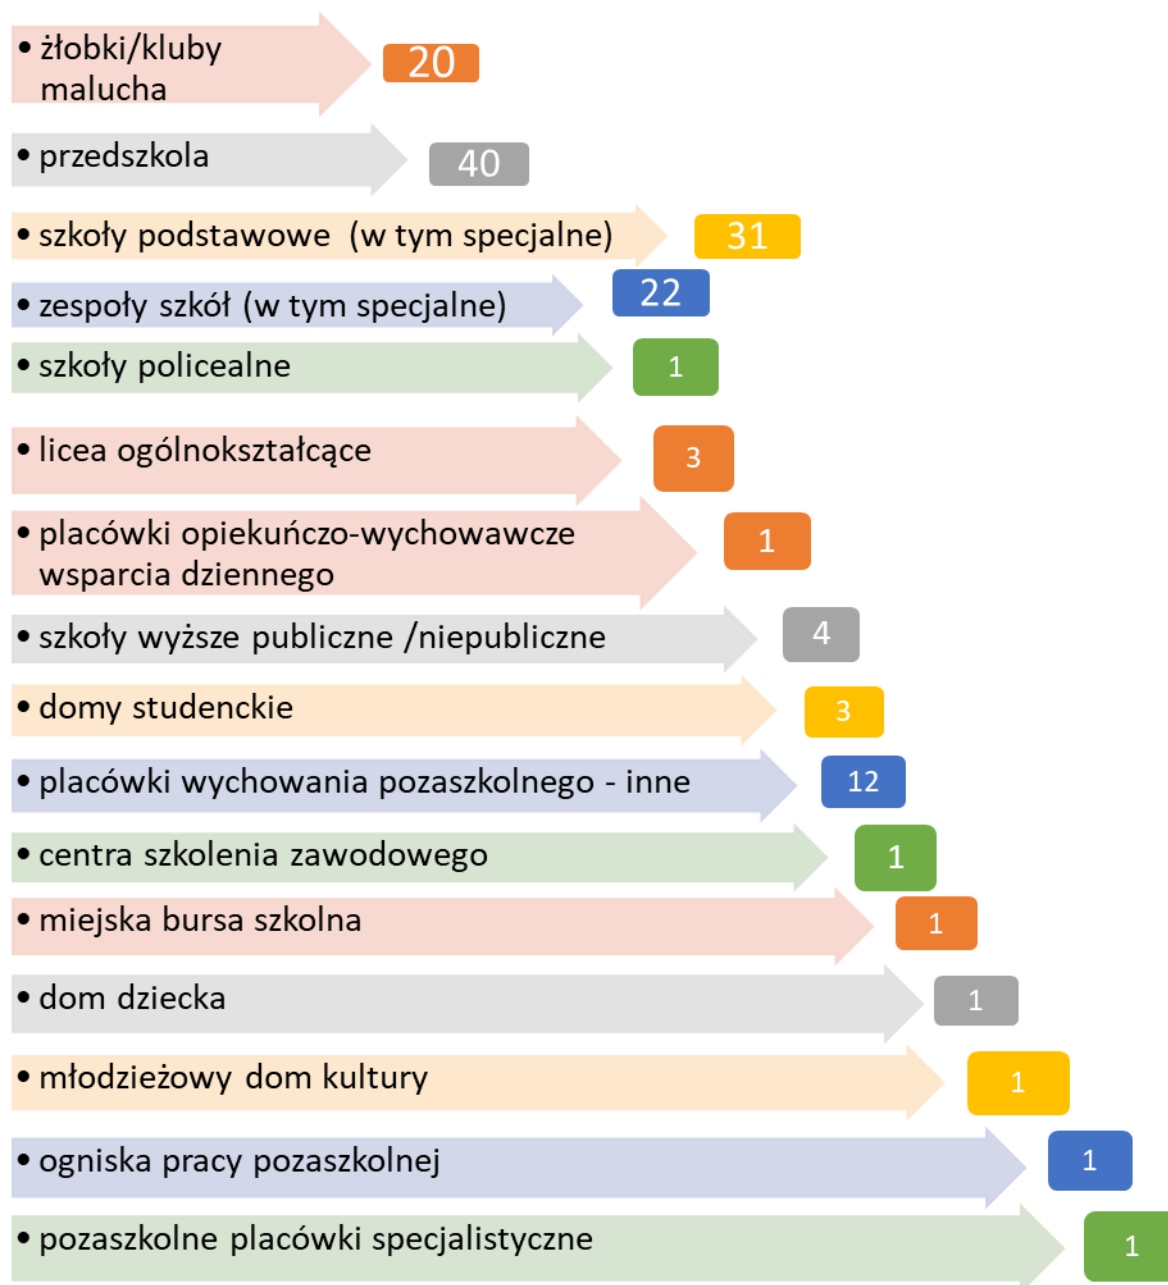 • żłobki/kluby
malucha
20
• przedszkola
40
• szkoły podstawowe (w tym specjalne)
31
• zespoły szkół (w tym specjalne)
22
• szkoły policealne
1
• licea ogólnokształcące
3
• placówki opiekuńczo-wychowawcze
wsparcia dziennego
1
• szkoły wyższe publiczne /niepubliczne
4
• domy studenckie
3
• placówki wychowania pozaszkolnego - inne
12
• centra szkolenia zawodowego
1
• miejska bursa szkolna
1
• dom dziecka
1
• młodzieżowy dom kultury
1
• ogniska pracy pozaszkolnej
1
• pozaszkolne placówki specjalistyczne
1